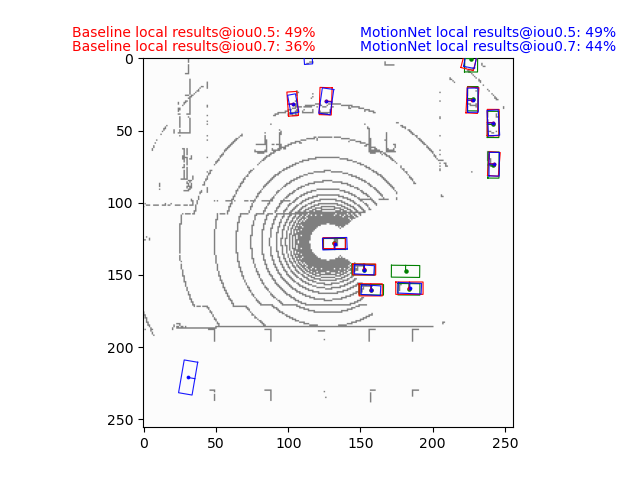 Baseline local results@iou0.5: 49% MotionNet local results@iou0.5: 49%
Baseline local results@iou0.7: 36% MotionNet local results@iou0.7: 44%
0
50
100
150
200
250
0 50 100 150 200 250